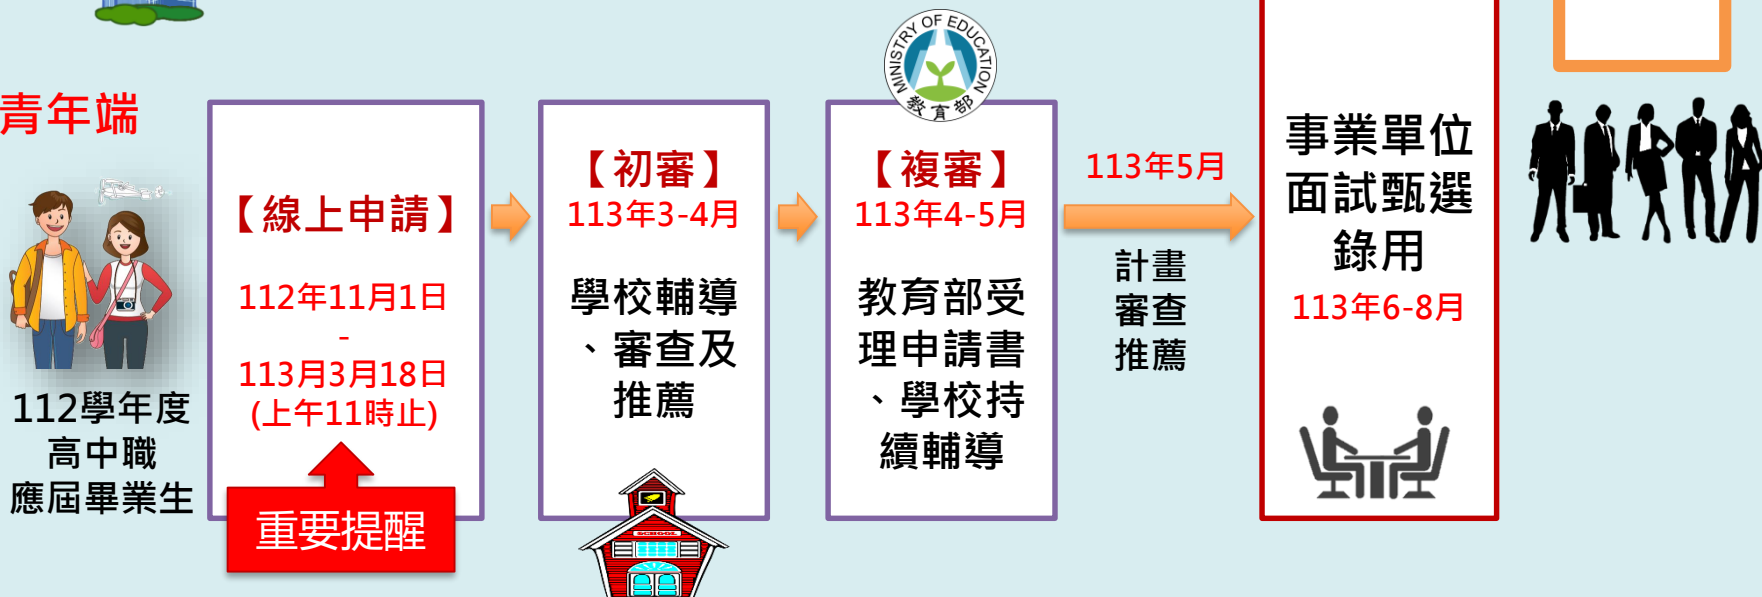 青年端
112學年度
高中職
應屆畢業生
【線上申請】
112年11月1日
-
113月3月18日
(上午11時止)
重要提醒
【初審】
113年3-4月
學校輔導
、審查及
推薦
SCHOOL
MINISTRY OF EDUCATION
教育部
【複審】
113年4-5月
教育部受
理申請書
、學校持
續輔導
113年5月
計畫
審查
推薦
事業單位
面試甄選
錄用
113年6-8月